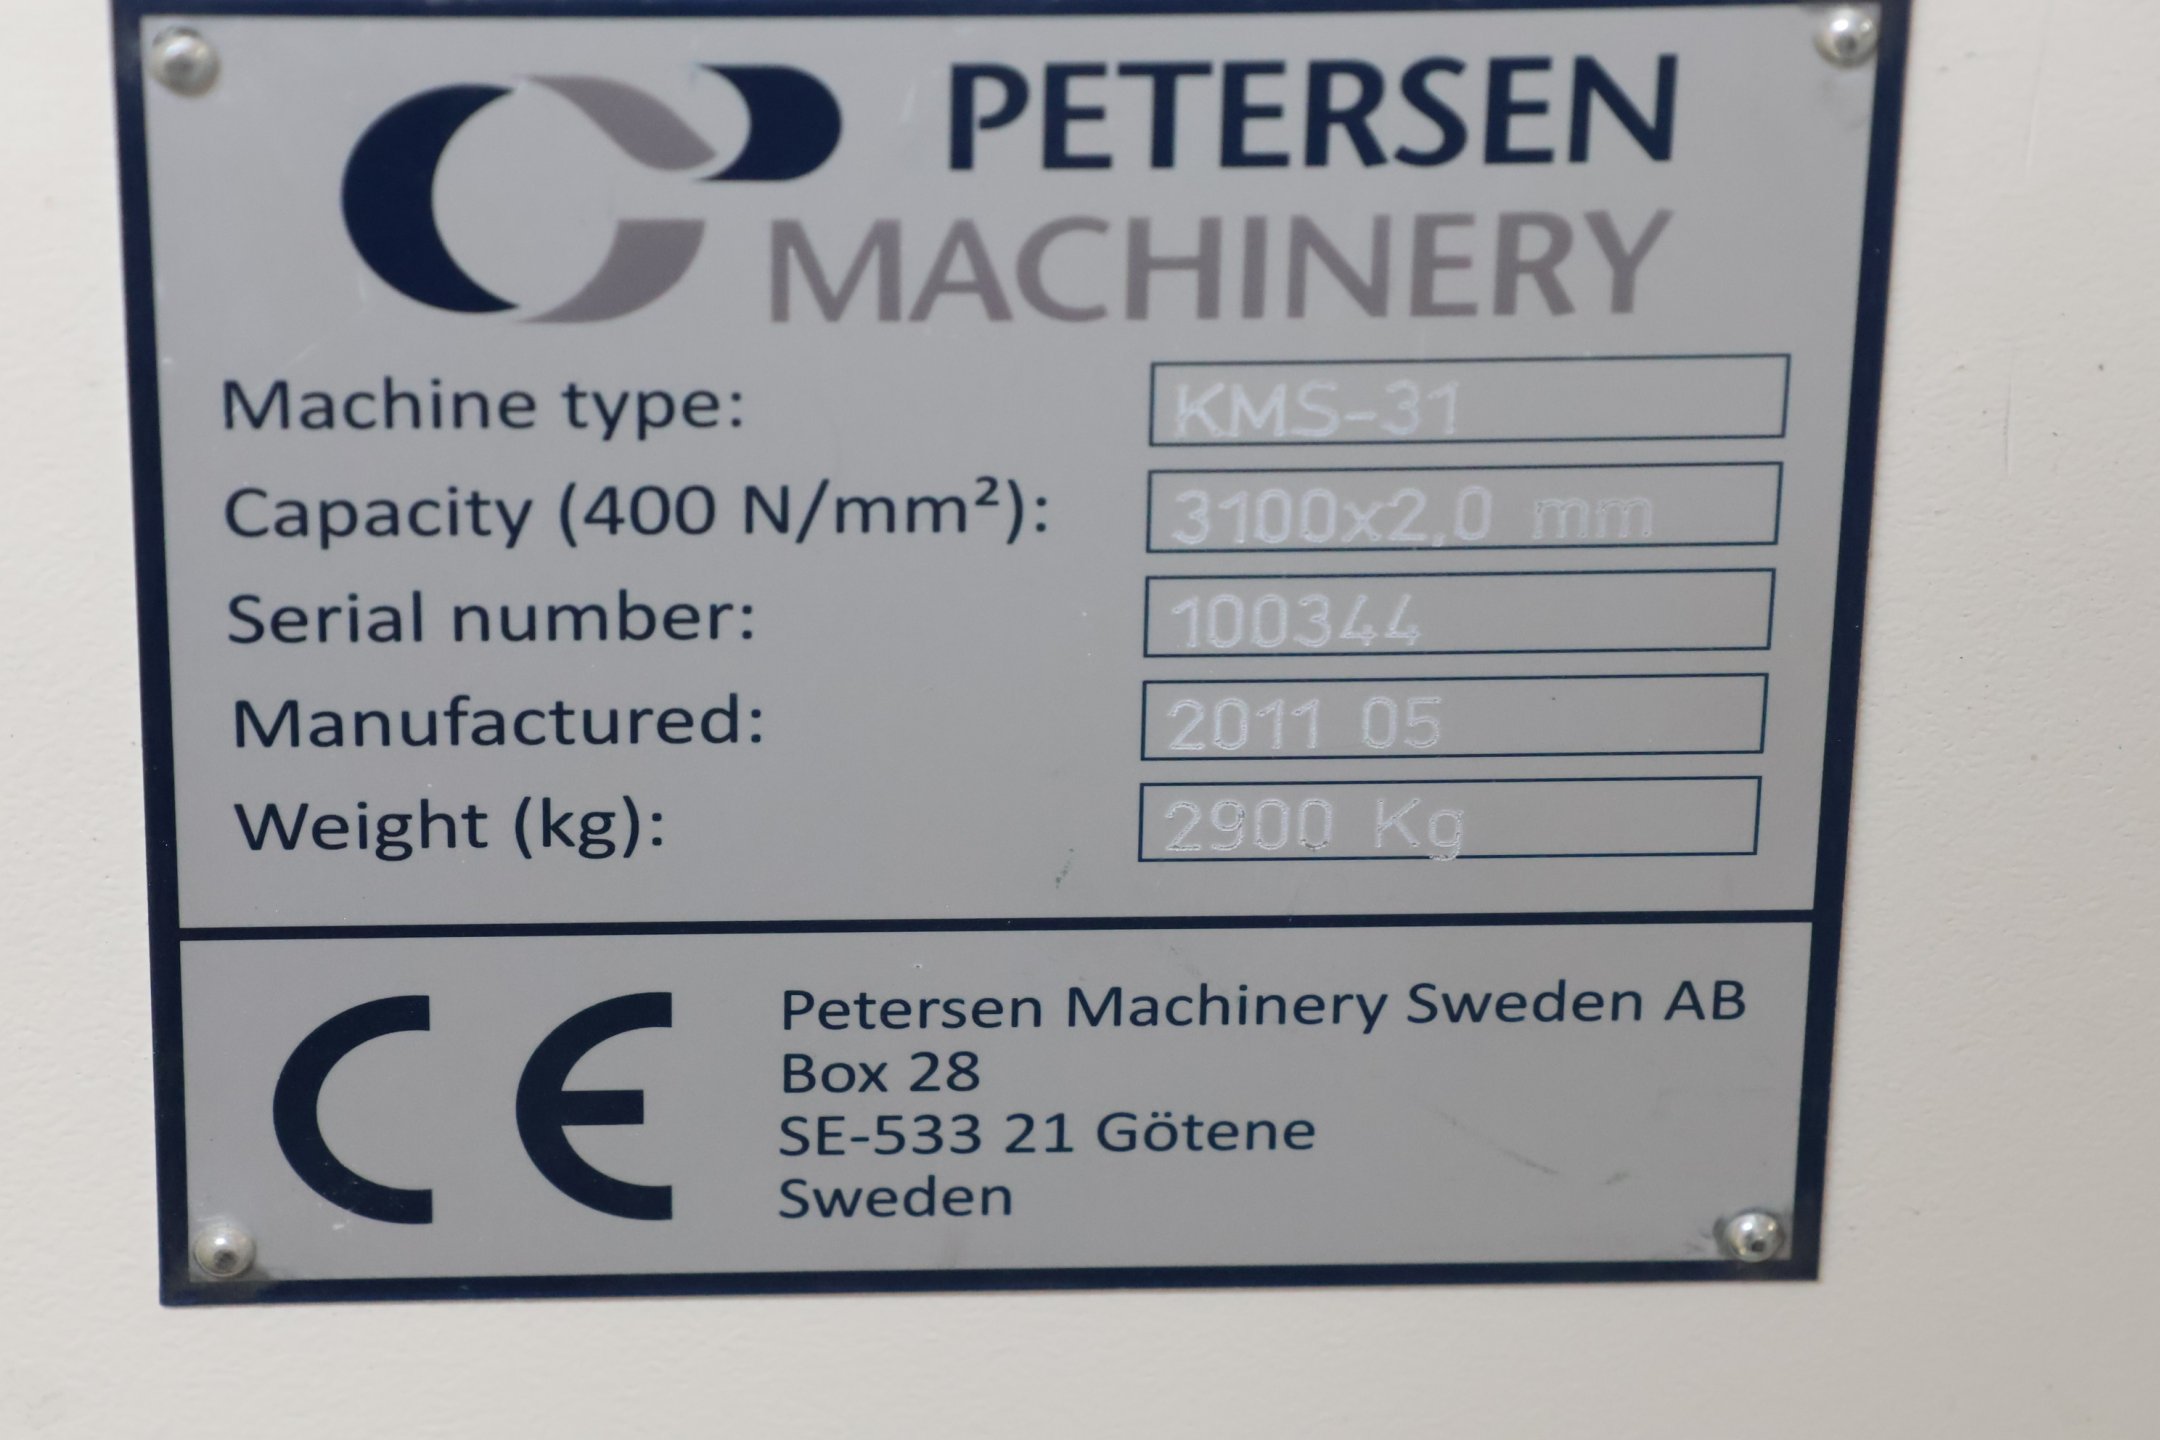 PETERSEN
MACHINERY
Machine type: KMS-31
Capacity (400 N/mm²): 3100x2,0 mm
Serial number: 100344
Manufactured: 2011 05
Weight (kg): 2900 Kg
CE
Petersen Machinery Sweden AB
Box 28
SE-533 21 Götene
Sweden